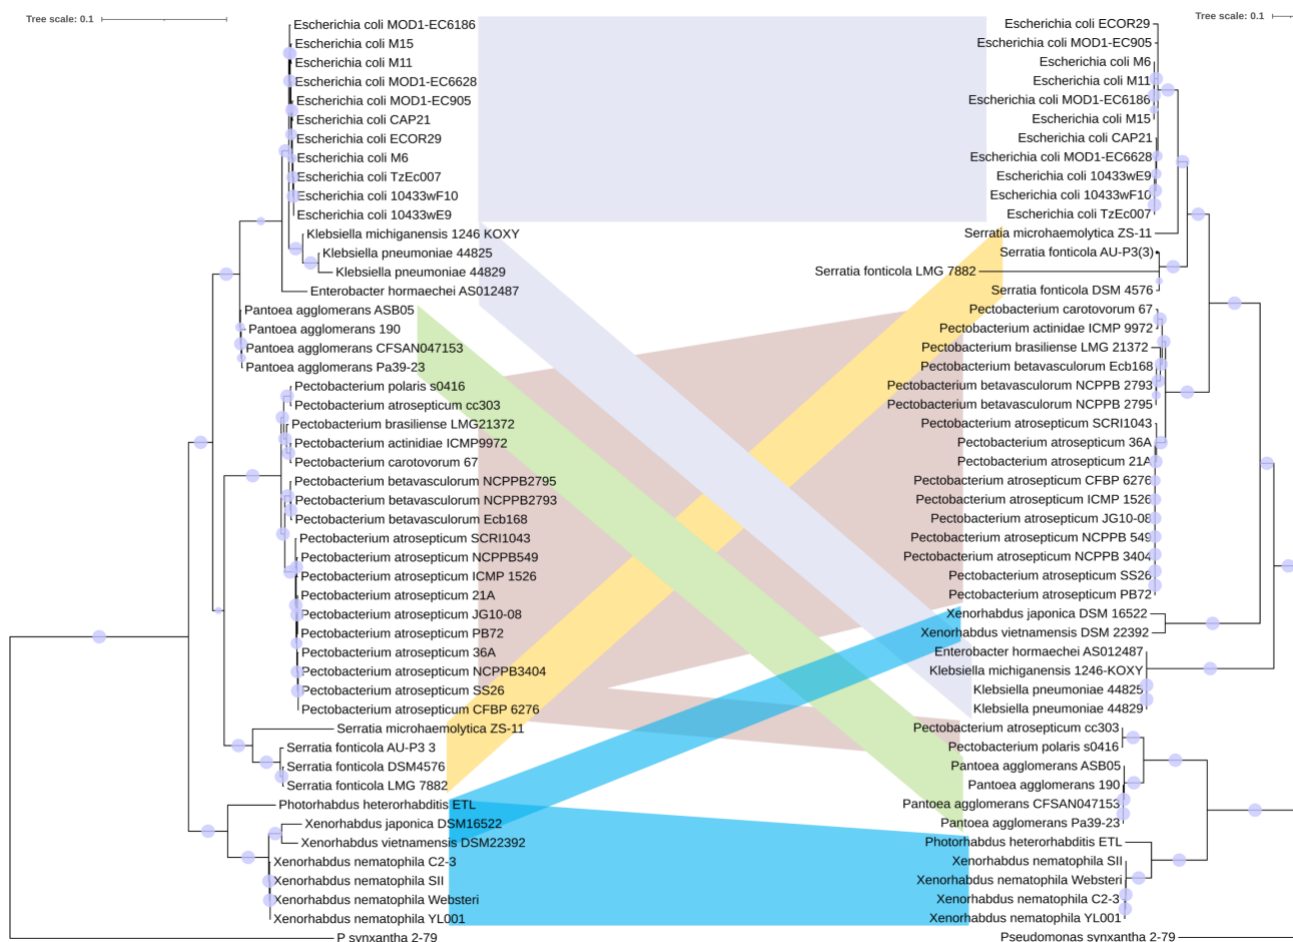 Tree scale: 0.1
Escherichia coli MOD1-EC6186
Escherichia coli M15
Escherichia coli M11
Escherichia coli MOD1-EC6628
Escherichia coli MOD1-EC905
Escherichia coli CAP21
Escherichia coli ECOR29
Escherichia coli M6
Escherichia coli TzEc007
Escherichia coli 10433wF10
Escherichia coli 10433wE9
Klebsiella michiganensis 1246 KOXY
Klebsiella pneumoniae 44825
Klebsiella pneumoniae 44829
Enterobacter hormaechei AS012487
Pantoea agglomerans ASB05
Pantoea agglomerans 190
Pantoea agglomerans CFSAN047153
Pantoea agglomerans Pa39-23
Pectobacterium polaris s0416
Pectobacterium atrosepticum cc303
Pectobacterium brasiliense LMG21372
Pectobacterium actinidiae ICMP9972
Pectobacterium carotovorum 67
Pectobacterium betavasculorum NCPPB2795
Pectobacterium betavasculorum NCPPB2793
Pectobacterium betavasculorum Ecb168
Pectobacterium atrosepticum SCRI1043
Pectobacterium atrosepticum NCPPB549
Pectobacterium atrosepticum ICMP 1526
Pectobacterium atrosepticum 21A
Pectobacterium atrosepticum JG10-08
Pectobacterium atrosepticum PB72
Pectobacterium atrosepticum 36A
Pectobacterium atrosepticum NCPPB3404
Pectobacterium atrosepticum SS26
Pectobacterium atrosepticum CFBP 6276
Serratia microhaemolytica ZS-11
Serratia fonticola AU-P3 3
Serratia fonticola DSM4576
Serratia fonticola LMG 7882
Photorhabdus heterorhabditis ETL
Xenorhabdus japonica DSM16522
Xenorhabdus vietnamensis DSM22392
Xenorhabdus nematophila C2-3
Xenorhabdus nematophila SII
Xenorhabdus nematophila Websteri
Xenorhabdus nematophila YL001
P synxantha 2-79
Tree scale: 0.1
Escherichia coli ECOR29
Escherichia coli MOD1-EC905
Escherichia coli M6
Escherichia coli M11
Escherichia coli MOD1-EC6186
Escherichia coli M15
Escherichia coli CAP21
Escherichia coli MOD1-EC6628
Escherichia coli 10433wE9
Escherichia coli 10433wF10
Escherichia coli TzEc007
Serratia microhaemolytica ZS-11
Serratia fonticola AU-P3(3)
Serratia fonticola LMG 7882
Serratia fonticola DSM 4576
Pectobacterium carotovorum 67
Pectobacterium actinidae ICMP 9972
Pectobacterium brasiliense LMG 21372
Pectobacterium betavasculorum Ecb168
Pectobacterium betavasculorum NCPPB 2793
Pectobacterium betavasculorum NCPPB 2795
Pectobacterium atrosepticum SCRI1043
Pectobacterium atrosepticum 36A
Pectobacterium atrosepticum 21A
Pectobacterium atrosepticum CFBP 6276
Pectobacterium atrosepticum ICMP 1526
Pectobacterium atrosepticum JG10-08
Pectobacterium atrosepticum NCPPB 549
Pectobacterium atrosepticum NCPPB 3404
Pectobacterium atrosepticum SS26
Pectobacterium atrosepticum PB72
Xenorhabdus japonica DSM 16522
Xenorhabdus vietnamensis DSM 22392
Enterobacter hormaechei AS012487
Klebsiella michiganensis 1246-KOXY
Klebsiella pneumoniae 44825
Klebsiella pneumoniae 44829
Pectobacterium atrosepticum cc303
Pectobacterium polaris s0416
Pantoea agglomerans ASB05
Pantoea agglomerans 190
Pantoea agglomerans CFSAN047153
Pantoea agglomerans Pa39-23
Photorhabdus heterorhabditis ETL
Xenorhabdus nematophila SII
Xenorhabdus nematophila Websteri
Xenorhabdus nematophila C2-3
Xenorhabdus nematophila YL001
Pseudomonas synxantha 2-79